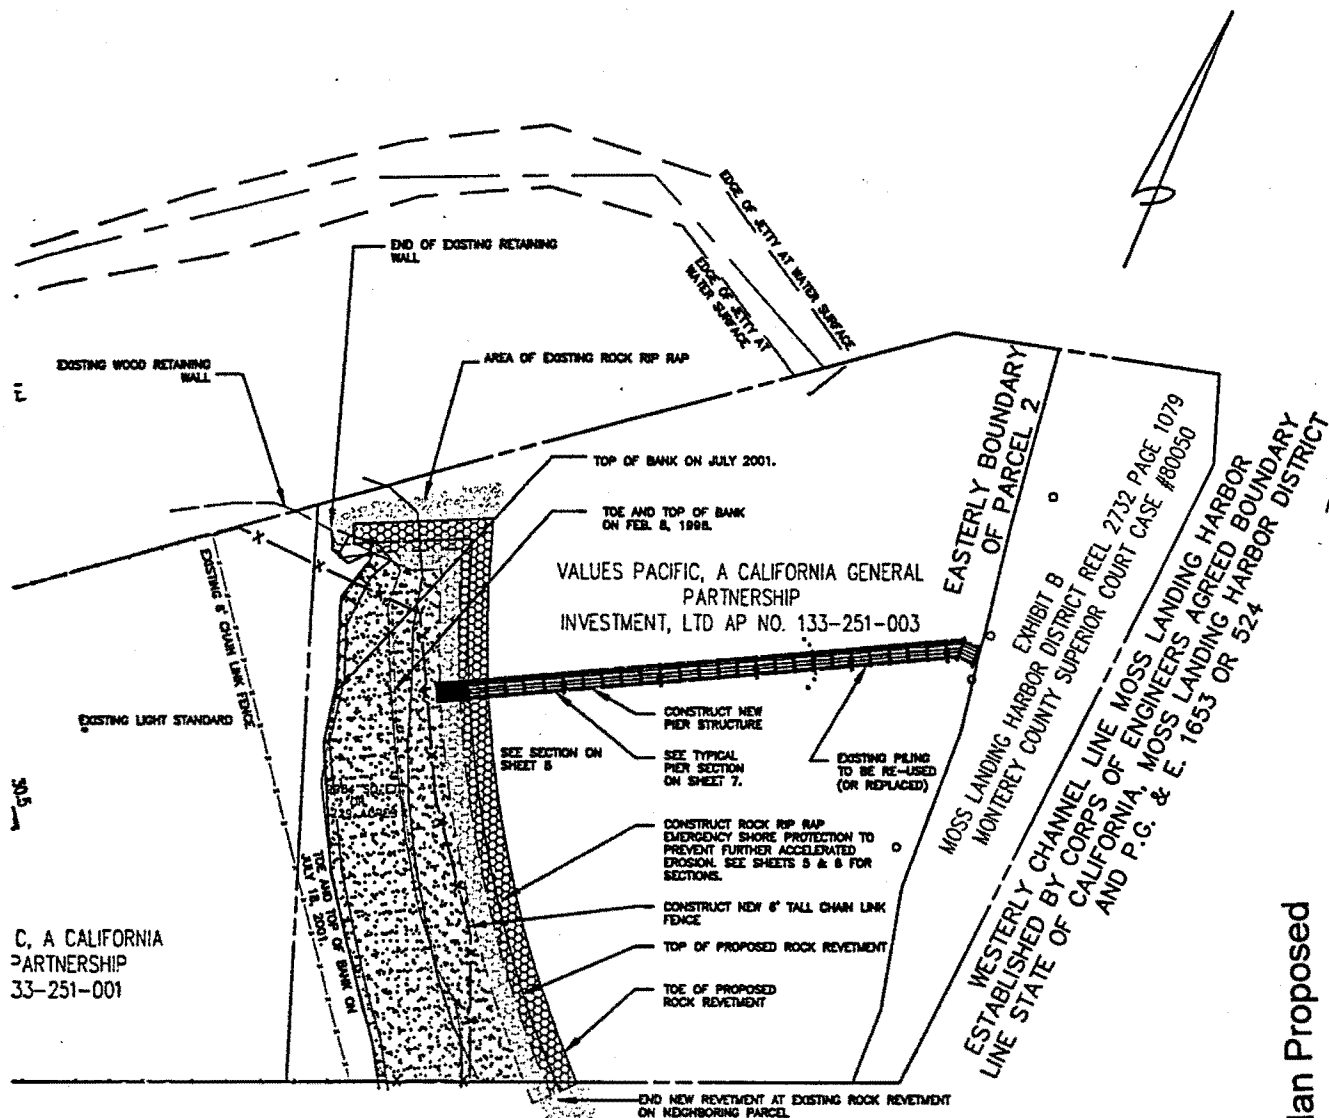 EDGE OF JETTY AT WATER SURFACE
EDGE OF JETTY AT
WATER SURFACE
END OF EXISTING RETAINING
WALL
EXISTING WOOD RETAINING
WALL
AREA OF EXISTING ROCK RIP RAP
TOP OF BANK ON JULY 2001.
TOE AND TOP OF BANK
ON FEB. 8, 1998.
EASTERLY BOUNDARY
OF PARCEL 2
VALUES PACIFIC, A CALIFORNIA GENERAL
PARTNERSHIP
INVESTMENT, LTD AP NO. 133-251-003
EXHIBIT B
MOSS LANDING HARBOR DISTRICT REEL 2732 PAGE 1079
MONTEREY COUNTY SUPERIOR COURT CASE #80050
WESTERLY CHANNEL LINE MOSS LANDING HARBOR
ESTABLISHED BY CORPS OF ENGINEERS AGREED BOUNDARY
LINE STATE OF CALIFORNIA, MOSS LANDING HARBOR DISTRICT
AND P.G. & E. 1653 OR 524
EXISTING 6' CHAIN LINK FENCE
EXISTING LIGHT STANDARD
CONSTRUCT NEW
PIER STRUCTURE
SEE SECTION ON
SHEET 6
SEE TYPICAL
PIER SECTION
ON SHEET 7.
EXISTING PILING
TO BE RE-USED
(OR REPLACED)
30.5
CONSTRUCT ROCK RIP RAP
EMERGENCY SHORE PROTECTION TO
PREVENT FURTHER ACCELERATED
EROSION. SEE SHEETS 5 & 6 FOR
SECTIONS.
CONSTRUCT NEW 6' TALL CHAIN LINK
FENCE
TOE AND TOP OF BANK ON
JULY 18, 2001.
TOP OF PROPOSED ROCK REVETMENT
TOE OF PROPOSED
ROCK REVETMENT
C, A CALIFORNIA
PARTNERSHIP
33-251-001
END NEW REVETMENT AT EXISTING ROCK REVETMENT
ON NEIGHBORING PARCEL
lan Proposed